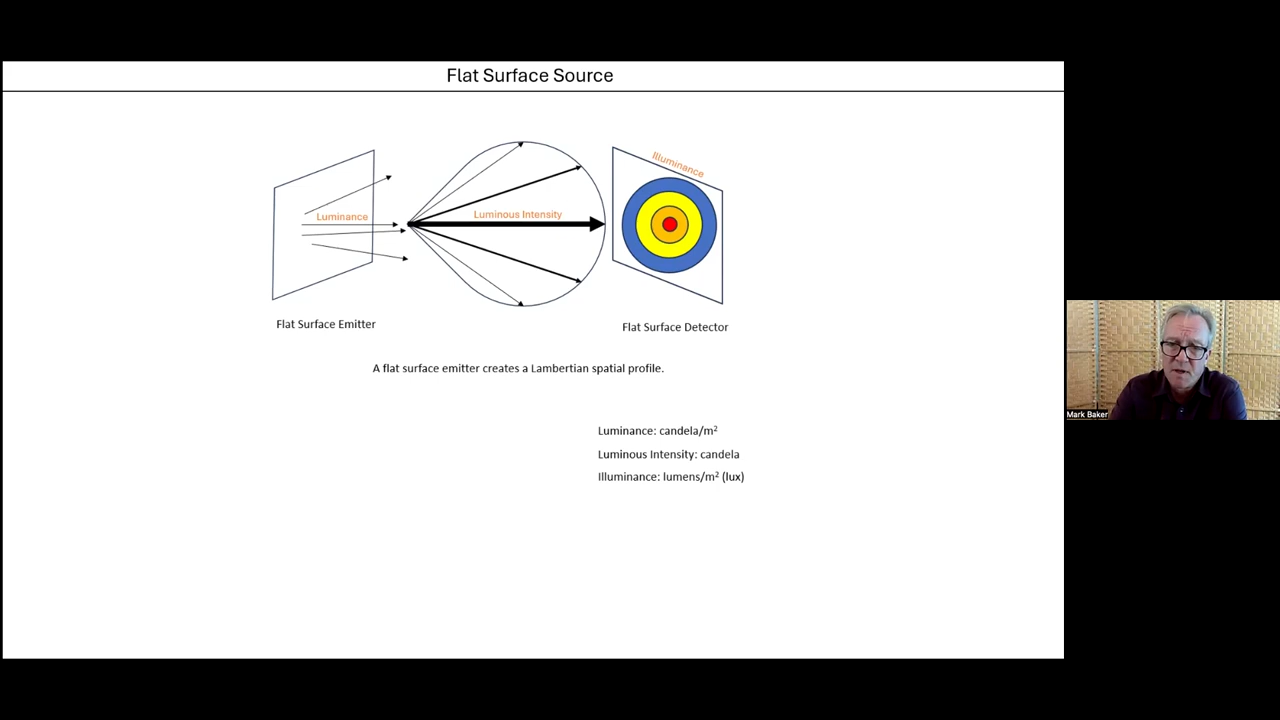 Flat Surface Source
Illuminance
Luminance
Luminous Intensity
Flat Surface Emitter
Flat Surface Detector
A flat surface emitter creates a Lambertian spatial profile.
Luminance: candela/m²
Luminous Intensity: candela
Illuminance: lumens/m² (lux)
Mark Baker